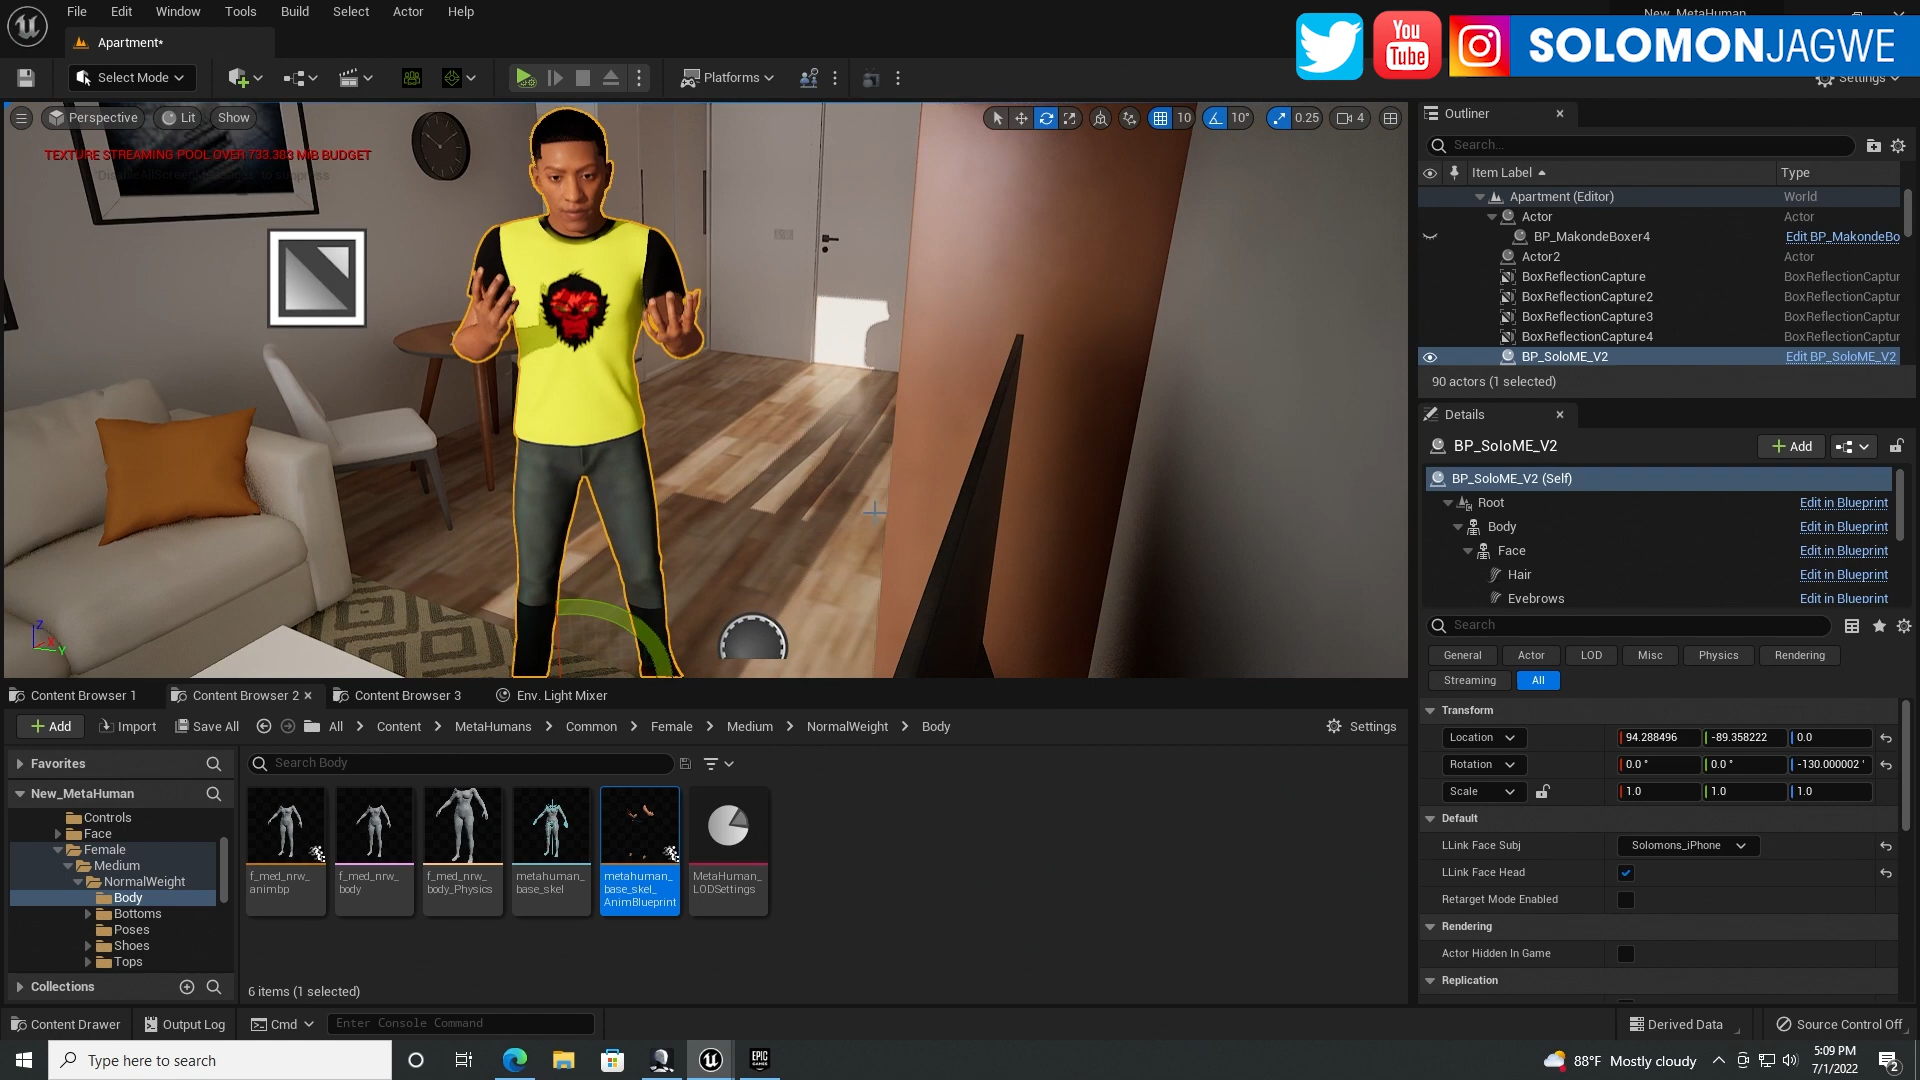 File Edit Window Tools Build Select Actor Help
New_MetaHuman
Apartment*
You
Tube
SOLOMONJAGWE
Select Mode
Platforms
Settings
Perspective Lit Show
10 10° 0.25 4
TEXTURE STREAMING POOL OVER 733.383 MiB BUDGET
Outliner
Search...
Item Label Type
Apartment (Editor) World
Actor Actor
BP_MakondeBoxer4 Edit BP_MakondeBo
Actor2 Actor
BoxReflectionCapture BoxReflectionCaptur
BoxReflectionCapture2 BoxReflectionCaptur
BoxReflectionCapture3 BoxReflectionCaptur
BoxReflectionCapture4 BoxReflectionCaptur
BP_SoloME_V2 Edit BP_SoloME_V2
90 actors (1 selected)
Details
BP_SoloME_V2
Add
BP_SoloME_V2 (Self)
Root Edit in Blueprint
Body Edit in Blueprint
Face Edit in Blueprint
Hair Edit in Blueprint
Eyebrows Edit in Blueprint
Search
General Actor LOD Misc Physics Rendering
Streaming All
Transform
Location 94.288496 -89.358222 0.0
Rotation 0.0 ° 0.0 ° -130.000002 °
Scale 1.0 1.0 1.0
Default
LLink Face Subj Solomons_iPhone
LLink Face Head
Retarget Mode Enabled
Rendering
Actor Hidden In Game
Replication
Z
X
Y
Content Browser 1 Content Browser 2 Content Browser 3 Env. Light Mixer
Add Import Save All All Content MetaHumans Common Female Medium NormalWeight Body Settings
Favorites
New_MetaHuman
Controls
Face
Female
Medium
NormalWeight
Body
Bottoms
Poses
Shoes
Tops
Collections
Search Body
f_med_nrw_
animbp
f_med_nrw_
body
f_med_nrw_
body_Physics
metahuman_
base_skel
metahuman_
base_skel_
AnimBlueprint
MetaHuman_
LODSettings
6 items (1 selected)
Content Drawer Output Log Cmd Enter Console Command Derived Data Source Control Off
Type here to search
EPIC
GAMES
88°F Mostly cloudy
5:09 PM
7/1/2022
2